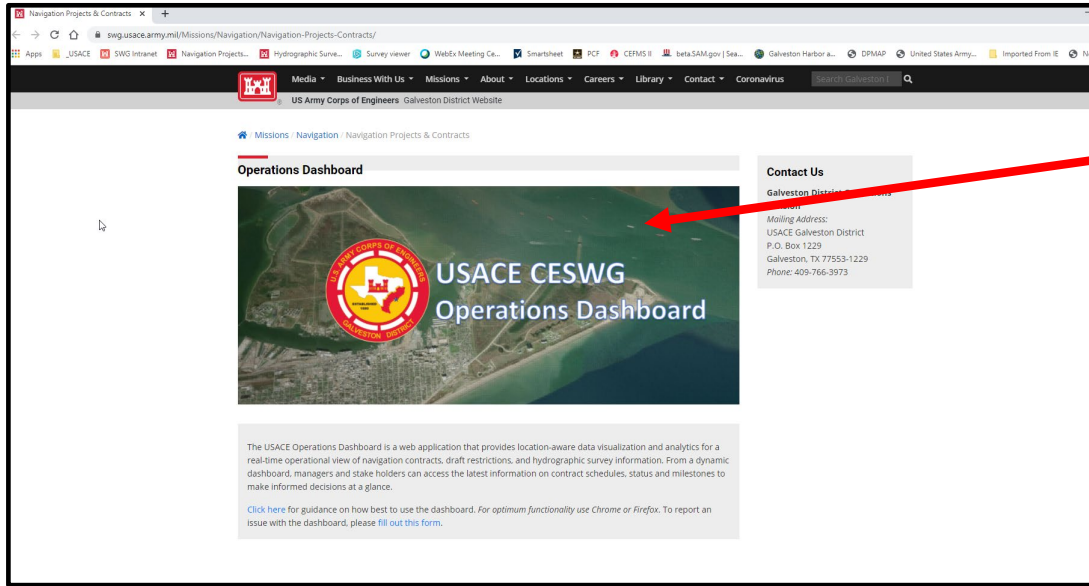 Navigation Projects & Contracts
swg.usace.army.mil/Missions/Navigation/Navigation-Projects-Contracts/
Apps _USACE SWG Intranet Navigation Projects... Hydrographic Surve... Survey viewer WebEx Meeting Ce... Smartsheet PCF CEFMS II beta.SAM.gov | Sea... Galveston Harbor a... DPMAP United States Army... Imported From IE
Media Business With Us Missions About Locations Careers Library Contact Coronavirus
US Army Corps of Engineers Galveston District Website
/ Missions / Navigation / Navigation Projects & Contracts
Operations Dashboard
U.S. ARMY CORPS OF ENGINEERS
GALVESTON DISTRICT
USACE CESWG
Operations Dashboard
The USACE Operations Dashboard is a web application that provides location-aware data visualization and analytics for a
real-time operational view of navigation contracts, draft restrictions, and hydrographic survey information. From a dynamic
dashboard, managers and stake holders can access the latest information on contract schedules, status and milestones to
make informed decisions at a glance.
Click here for guidance on how best to use the dashboard. For optimum functionality use Chrome or Firefox. To report an
issue with the dashboard, please fill out this form.
Contact Us
Galveston District
Mailing Address:
USACE Galveston District
P.O. Box 1229
Galveston, TX 77553-1229
Phone: 409-766-3973